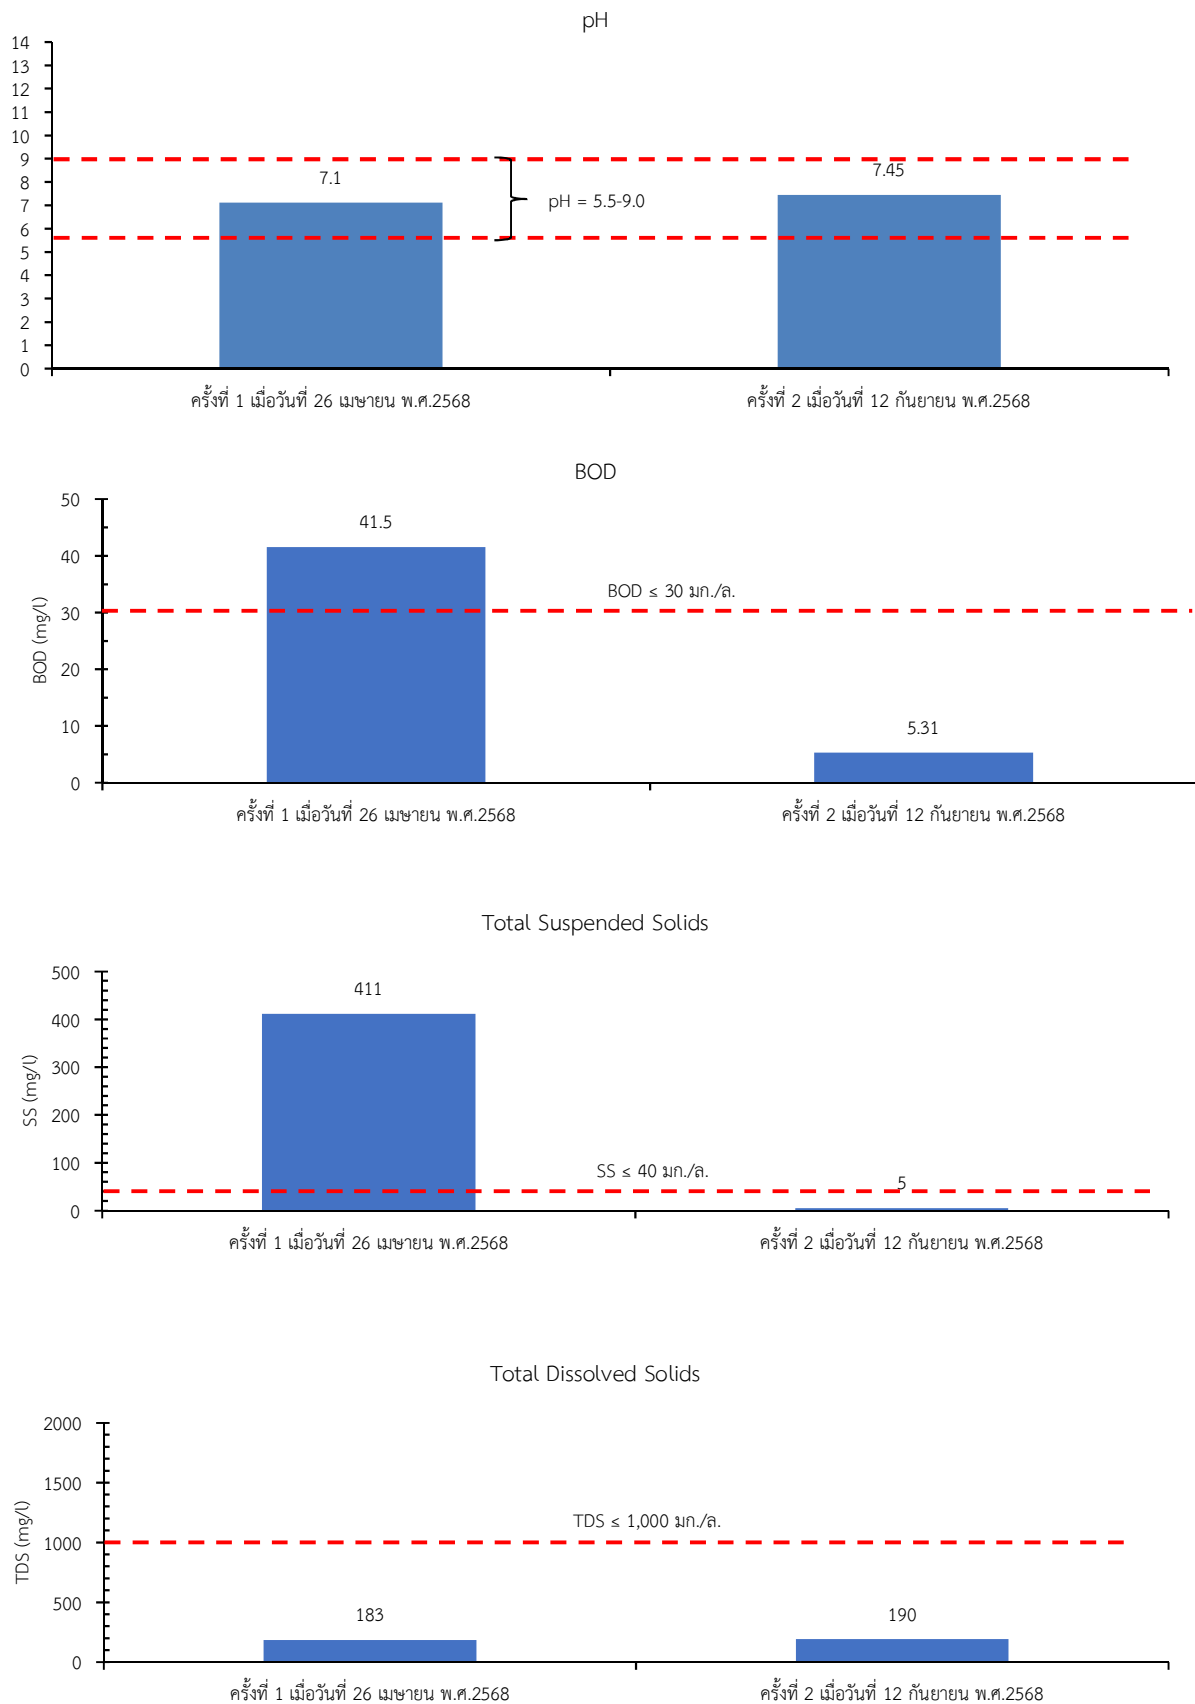 pH
14
13
12
11
10
9
8
7
6
5
4
3
2
1
0
7.1
7.45
pH = 5.5-9.0
ครั้งที่ 1 เมื่อวันที่ 26 เมษายน พ.ศ.2568
ครั้งที่ 2 เมื่อวันที่ 12 กันยายน พ.ศ.2568
BOD
BOD (mg/l)
50
40
30
20
10
0
41.5
BOD ≤ 30 มก./ล.
5.31
ครั้งที่ 1 เมื่อวันที่ 26 เมษายน พ.ศ.2568
ครั้งที่ 2 เมื่อวันที่ 12 กันยายน พ.ศ.2568
Total Suspended Solids
SS (mg/l)
500
400
300
200
100
0
411
SS ≤ 40 มก./ล.
5
ครั้งที่ 1 เมื่อวันที่ 26 เมษายน พ.ศ.2568
ครั้งที่ 2 เมื่อวันที่ 12 กันยายน พ.ศ.2568
Total Dissolved Solids
TDS (mg/l)
2000
1500
1000
500
0
TDS ≤ 1,000 มก./ล.
183
190
ครั้งที่ 1 เมื่อวันที่ 26 เมษายน พ.ศ.2568
ครั้งที่ 2 เมื่อวันที่ 12 กันยายน พ.ศ.2568